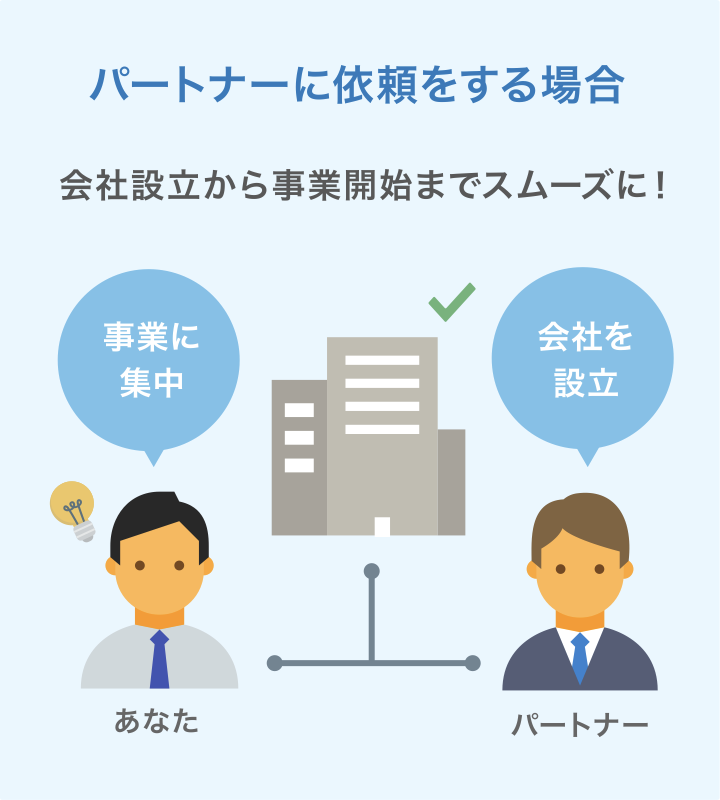 パートナーに依頼をする場合
会社設立から事業開始までスムーズに！
事業に
集中
会社を
設立
あなた
パートナー